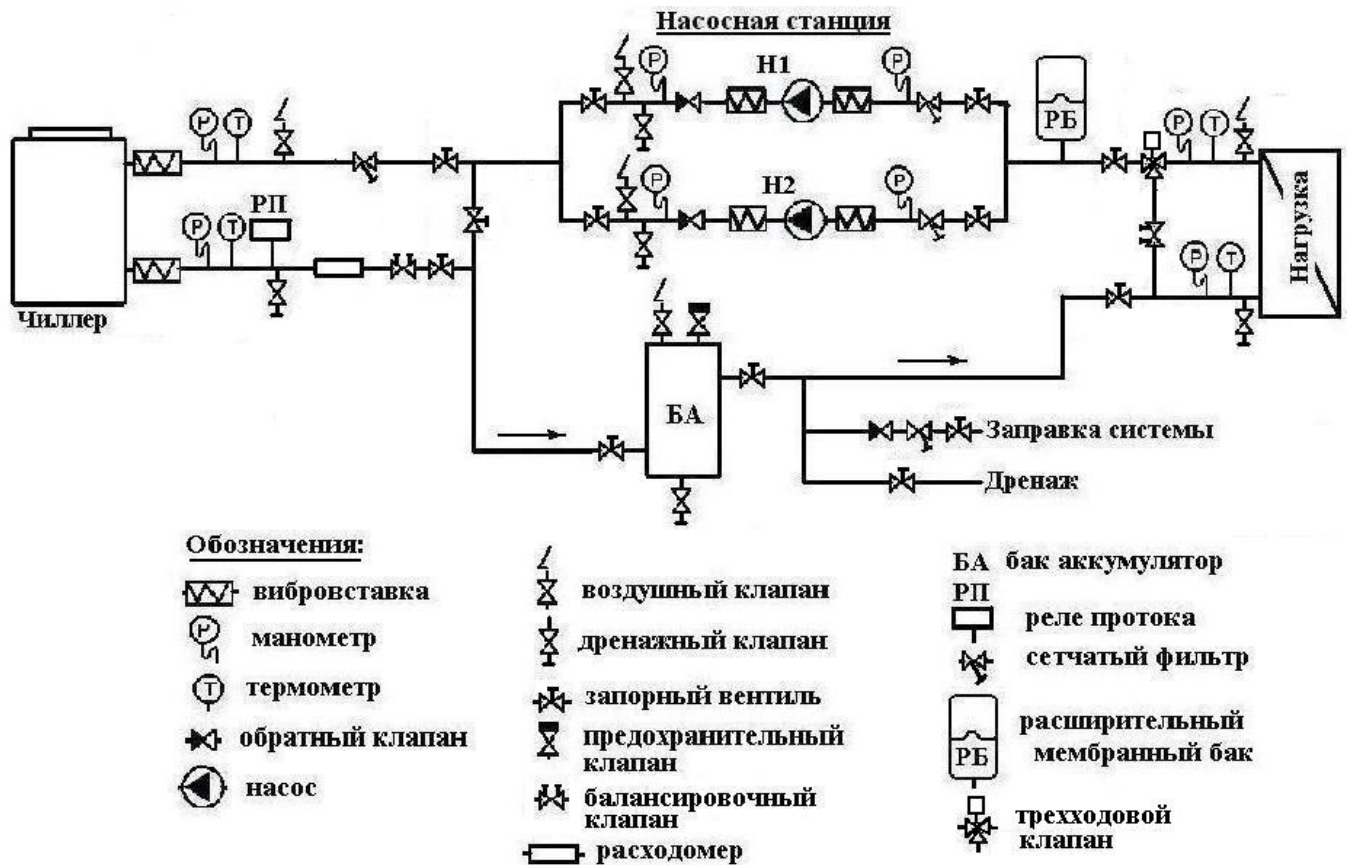 Насосная станция
P
P
Н1
РБ
P
T
P
T
Чиллер
РП
P
T
P
P
Н2
P
T
Нагрузка
БА
Заправка системы
Дренаж
Обозначения:
вибровставка
P
манометр
T
термометр
обратный клапан
насос
воздушный клапан
дренажный клапан
запорный вентиль
предохранительный
клапан
балансировочный
клапан
расходомер
БА бак аккумулятор
РП
реле протока
сетчатый фильтр
РБ
расширительный
мембранный бак
трехходовой
клапан